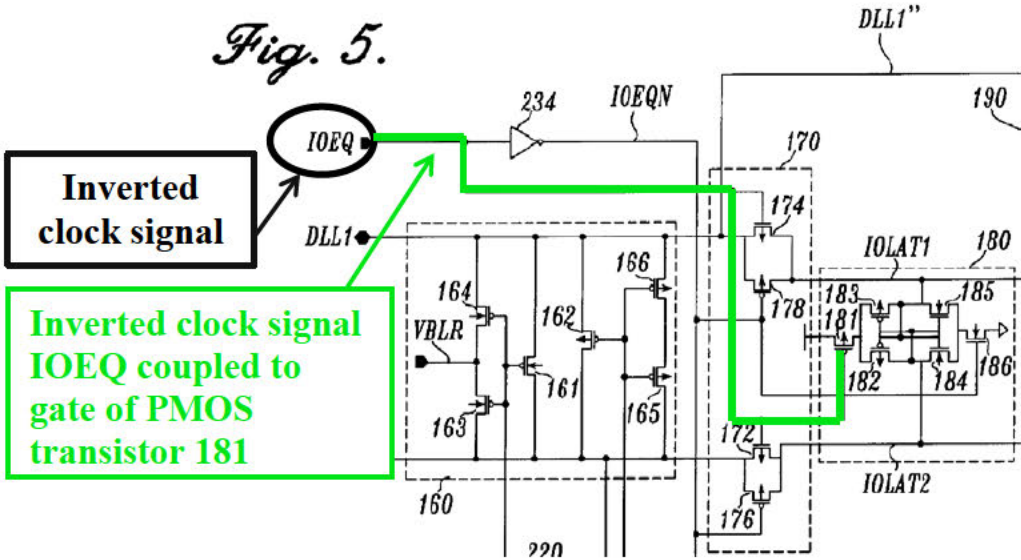 Fig. 5.
DLL1"
234
IOEQN
190
IOEQ
170
Inverted
clock signal
174
DLL1
IOLAT1
180
166
178
183
185
164
162
181
Inverted clock signal
IOEQ coupled to
gate of PMOS
transistor 181
VBLR
161
182
184
186
163
165
172
160
176
IOLAT2
220